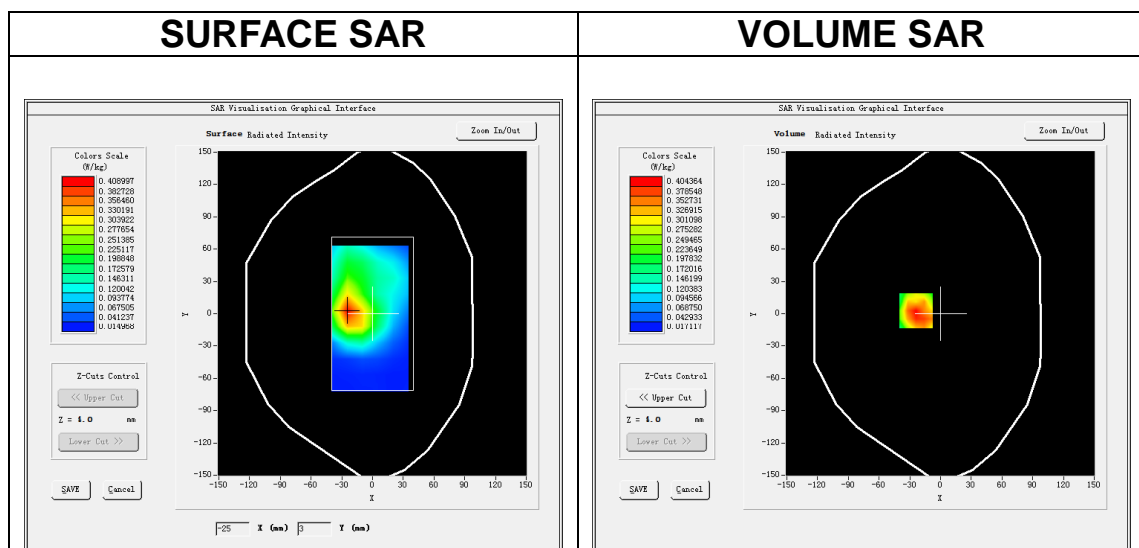 SURFACE SAR
VOLUME SAR
SAR Visualisation Graphical Interface
Surface Radiated Intensity
Zoom In/Out
Colors Scale
(W/kg)
0.408997
0.382728
0.356460
0.330191
0.303922
0.277654
0.251385
0.225117
0.198848
0.172579
0.146311
0.120042
0.093774
0.067505
0.041237
0.014968
150
120
90
60
30
0
-30
-60
-90
-120
-150
Y
-150 -120 -90 -60 -30 0 30 60 90 120 150
X
Z-Cuts Control
<< Upper Cut
Z = 4.0 mm
Lower Cut >>
SAVE Cancel
-25 X (mm) 3 Y (mm)
SAR Visualisation Graphical Interface
Volume Radiated Intensity
Zoom In/Out
Colors Scale
(W/kg)
0.404364
0.378548
0.352731
0.326915
0.301098
0.275282
0.249465
0.223649
0.197832
0.172016
0.146199
0.120383
0.094566
0.068750
0.042933
0.017117
150
120
90
60
30
0
-30
-60
-90
-120
-150
Y
-150 -120 -90 -60 -30 0 30 60 90 120 150
X
Z-Cuts Control
<< Upper Cut
Z = 4.0 mm
Lower Cut >>
SAVE Cancel